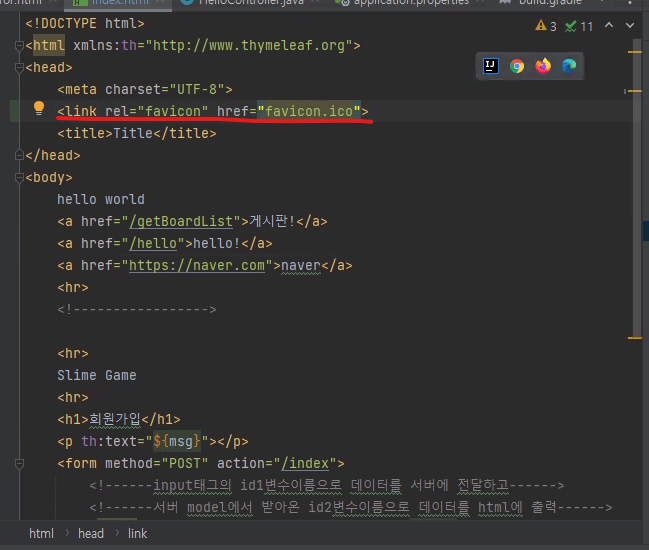 or.html index.html HelloController.java application.properties build.gradle
<!DOCTYPE html>
3 11
<html xmlns:th="http://www.thymeleaf.org">
<head>
<meta charset="UTF-8">
<link rel="favicon" href="favicon.ico">
<title>Title</title>
</head>
<body>
hello world
<a href="/getBoardList">게시판!</a>
<a href="/hello">hello!</a>
<a href="https://naver.com">naver</a>
<hr>
<!----------------->
<hr>
Slime Game
<hr>
<h1>회원가입</h1>
<p th:text="${msg}"></p>
<form method="POST" action="/index">
<!------input태그의 id1변수이름으로 데이터를 서버에 전달하고------>
<!------서버 model에서 받아온 id2변수이름으로 데이터를 html에 출력------>
html head link